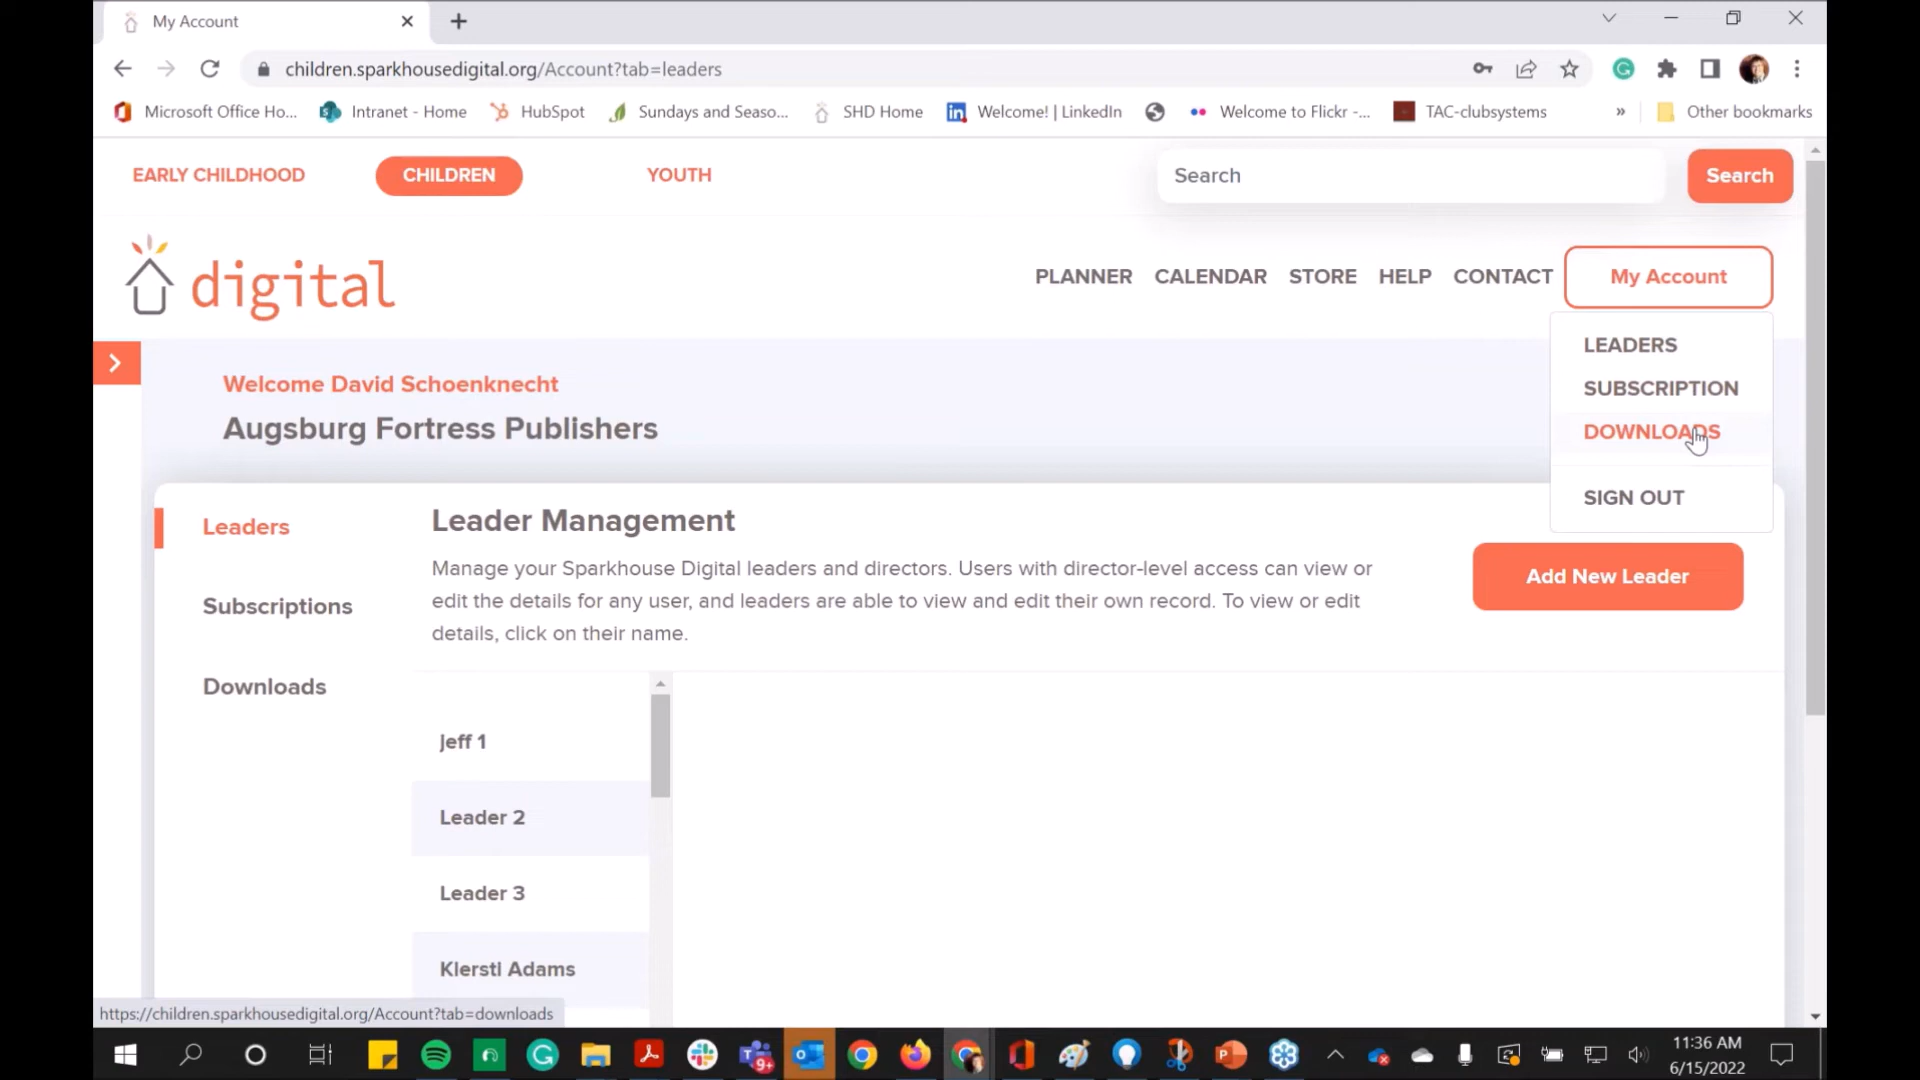 My Account
children.sparkhousedigital.org/Account?tab=leaders
Microsoft Office Ho... Intranet - Home HubSpot Sundays and Seaso... SHD Home Welcome! | LinkedIn Welcome to Flickr -... TAC-clubsystems » Other bookmarks
EARLY CHILDHOOD CHILDREN YOUTH Search Search
digital
PLANNER CALENDAR STORE HELP CONTACT My Account
LEADERS
SUBSCRIPTION
DOWNLOADS
SIGN OUT
Welcome David Schoenknecht
Augsburg Fortress Publishers
Leaders
Subscriptions
Downloads
Leader Management
Manage your Sparkhouse Digital leaders and directors. Users with director-level access can view or
edit the details for any user, and leaders are able to view and edit their own record. To view or edit
details, click on their name.
Add New Leader
Jeff 1
Leader 2
Leader 3
KIerstI Adams
https://children.sparkhousedigital.org/Account?tab=downloads
9+
11:36 AM
6/15/2022